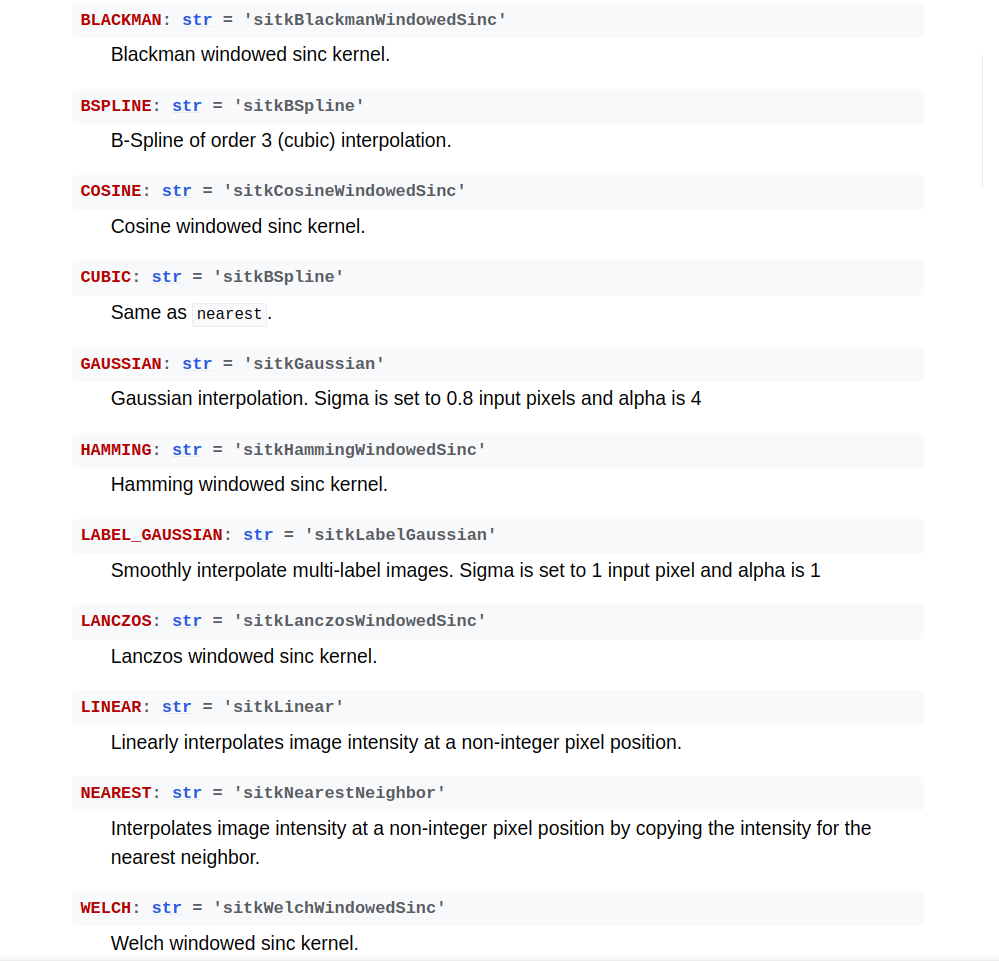 BLACKMAN: str = 'sitkBlackmanWindowedSinc'
Blackman windowed sinc kernel.
BSPLINE: str = 'sitkBSpline'
B-Spline of order 3 (cubic) interpolation.
COSINE: str = 'sitkCosineWindowedSinc'
Cosine windowed sinc kernel.
CUBIC: str = 'sitkBSpline'
Same as nearest.
GAUSSIAN: str = 'sitkGaussian'
Gaussian interpolation. Sigma is set to 0.8 input pixels and alpha is 4
HAMMING: str = 'sitkHammingWindowedSinc'
Hamming windowed sinc kernel.
LABEL_GAUSSIAN: str = 'sitkLabelGaussian'
Smoothly interpolate multi-label images. Sigma is set to 1 input pixel and alpha is 1
LANCZOS: str = 'sitkLanczosWindowedSinc'
Lanczos windowed sinc kernel.
LINEAR: str = 'sitkLinear'
Linearly interpolates image intensity at a non-integer pixel position.
NEAREST: str = 'sitkNearestNeighbor'
Interpolates image intensity at a non-integer pixel position by copying the intensity for the
nearest neighbor.
WELCH: str = 'sitkWelchWindowedSinc'
Welch windowed sinc kernel.